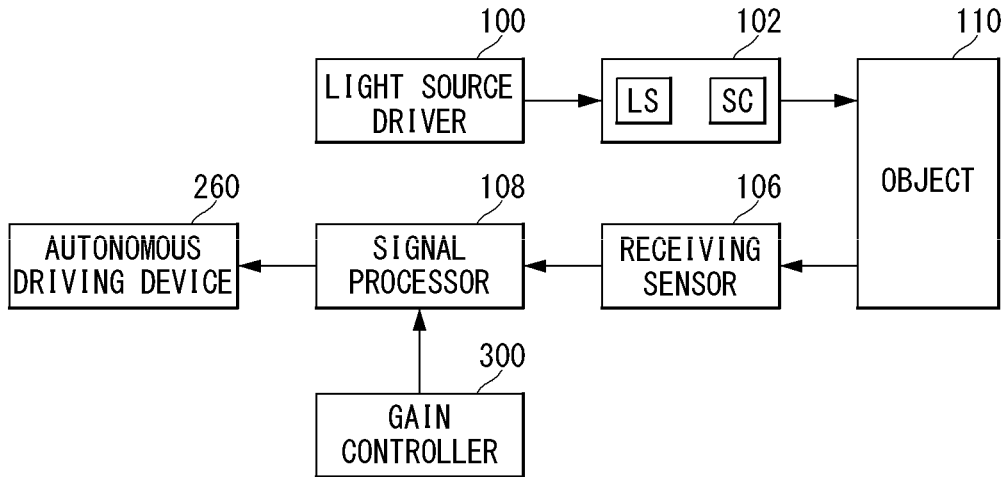 100
102
110
LIGHT SOURCE
DRIVER
LS
SC
OBJECT
260
108
106
AUTONOMOUS
DRIVING DEVICE
SIGNAL
PROCESSOR
RECEIVING
SENSOR
300
GAIN
CONTROLLER